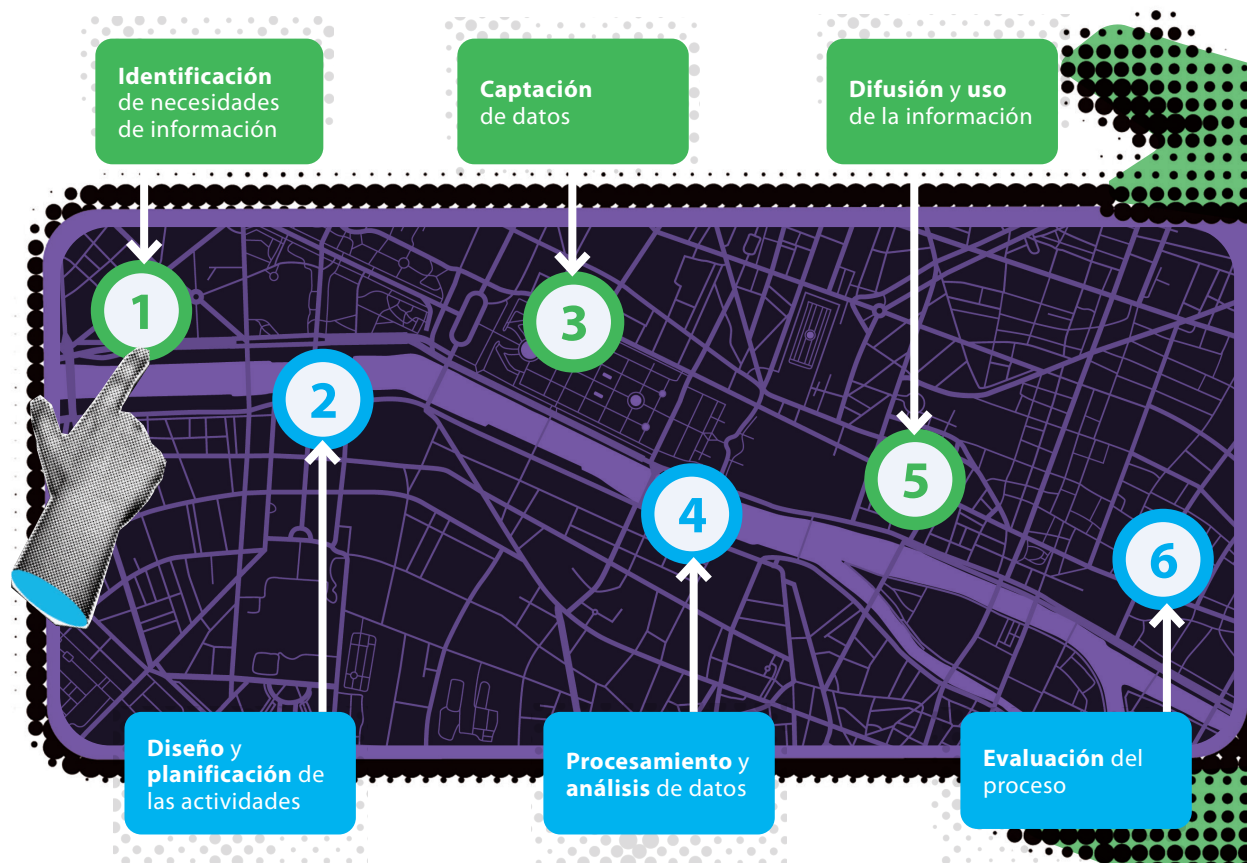 Identificación
de necesidades
de información
Captación
de datos
Difusión y uso
de la información
1
2
3
4
5
6
Diseño y
planificación de
las actividades
Procesamiento y
análisis de datos
Evaluación del
proceso